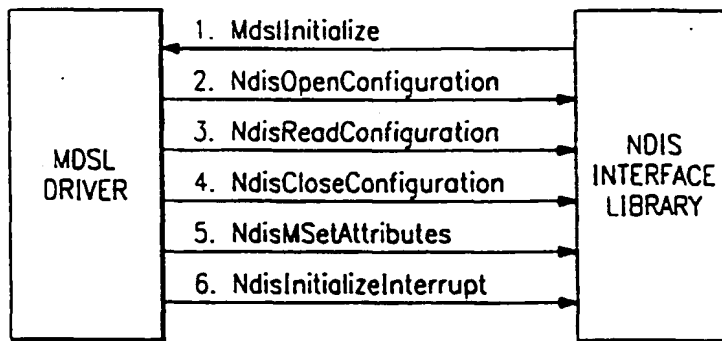 1. MdslInitialize
2. NdisOpenConfiguration
3. NdisReadConfiguration
4. NdisCloseConfiguration
5. NdisMSetAttributes
6. NdisInitializeInterrupt
MDSL
DRIVER
NDIS
INTERFACE
LIBRARY